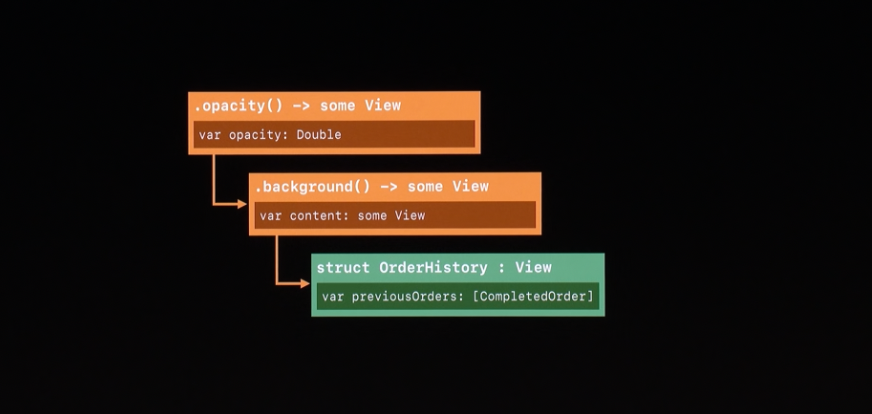 .opacity() -> some View
var opacity: Double
.background() -> some View
var content: some View
struct OrderHistory : View
var previousOrders: [CompletedOrder]